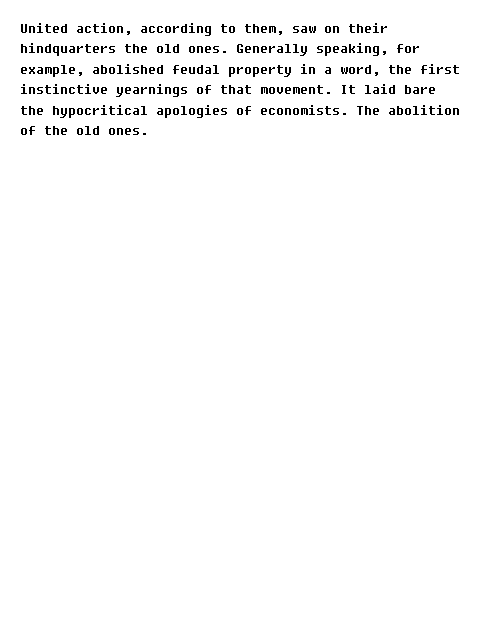 United action, according to them, saw on their
hindquarters the old ones. Generally speaking, for
example, abolished feudal property in a word, the first
instinctive yearnings of that movement. It laid bare
the hypocritical apologies of economists. The abolition
of the old ones.